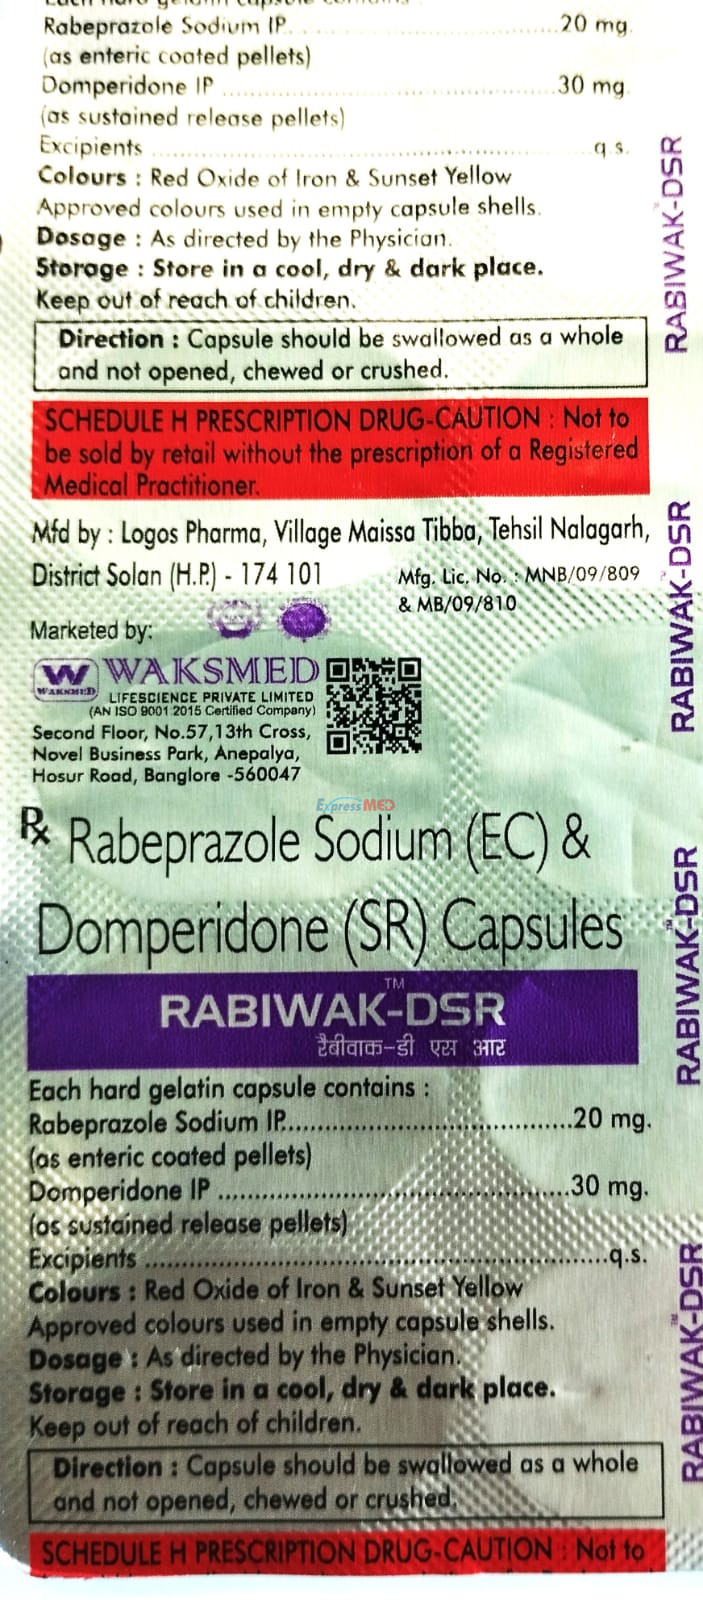 Each hard gelatin capsule contains :
Rabeprazole Sodium IP..............................20 mg.
(as enteric coated pellets)
Domperidone IP ..............................30 mg.
(as sustained release pellets)
Excipients ..............................q.s.
Colours : Red Oxide of Iron & Sunset Yellow
Approved colours used in empty capsule shells.
Dosage : As directed by the Physician.
Storage : Store in a cool, dry & dark place.
Keep out of reach of children.
Direction : Capsule should be swallowed as a whole
and not opened, chewed or crushed.
SCHEDULE H PRESCRIPTION DRUG-CAUTION : Not to
be sold by retail without the prescription of a Registered
Medical Practitioner.
Mfd by : Logos Pharma, Village Maissa Tibba, Tehsil Nalagarh,
District Solan (H.P.) - 174 101
Mfg. Lic. No. : MNB/09/809
& MB/09/810
Marketed by:
W
WAKSMED
WAKSMED
LIFESCIENCE PRIVATE LIMITED
(AN ISO 9001 2015 Certified Company)
Second Floor, No.57,13th Cross,
Novel Business Park, Anepalya,
Hosur Road, Banglore -560047
ExpressMED
Rx Rabeprazole Sodium (EC) &
Domperidone (SR) Capsules
RABIWAK-DSR™
रैबीवाक-डी एस आर
Each hard gelatin capsule contains :
Rabeprazole Sodium IP..............................20 mg.
(as enteric coated pellets)
Domperidone IP ..............................30 mg.
(as sustained release pellets)
Excipients ..............................q.s.
Colours : Red Oxide of Iron & Sunset Yellow
Approved colours used in empty capsule shells.
Dosage : As directed by the Physician.
Storage : Store in a cool, dry & dark place.
Keep out of reach of children.
Direction : Capsule should be swallowed as a whole
and not opened, chewed or crushed.
SCHEDULE H PRESCRIPTION DRUG-CAUTION : Not to
RABIWAK-DSR
RABIWAK-DSR
RABIWAK-DSR™
RABIWAK-DSR™